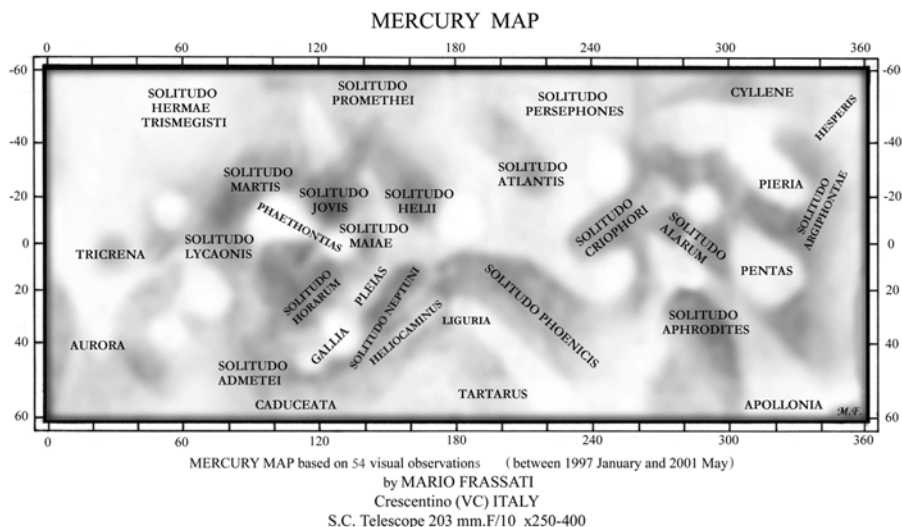 MERCURY MAP
0 60 120 180 240 300 360
-60 -60
SOLITUDO
HERMAE
TRISMEGISTI
SOLITUDO
PROMETHEI
SOLITUDO
PERSEPHONES
CYLLENE
HESPERIS
-40 -40
SOLITUDO
MARTIS
SOLITUDO
JOVIS
SOLITUDO
HELII
SOLITUDO
ATLANTIS
PIERIA
SOLITUDO
ARGIPHONTAE
-20 -20
PHAETHONTIAS
SOLITUDO
MAIAE
SOLITUDO
CRIOPHORI
SOLITUDO
ALARUM
0 0
TRICRENA
SOLITUDO
LYCAONIS
PENTAS
SOLITUDO
HORARUM
PLEIAS
SOLITUDO NEPTUNI
HELIOCAMINUS
SOLITUDO PHOENICIS
20 20
LIGURIA
SOLITUDO
APHRODITES
AURORA
GALLIA
40 40
SOLITUDO
ADMETEI
CADUCEATA
TARTARUS
APOLLONIA
M.F.
60 60
0 60 120 180 240 300 360
MERCURY MAP based on 54 visual observations (between 1997 January and 2001 May)
by MARIO FRASSATI
Crescentino (VC) ITALY
S.C. Telescope 203 mm.F/10 x250-400